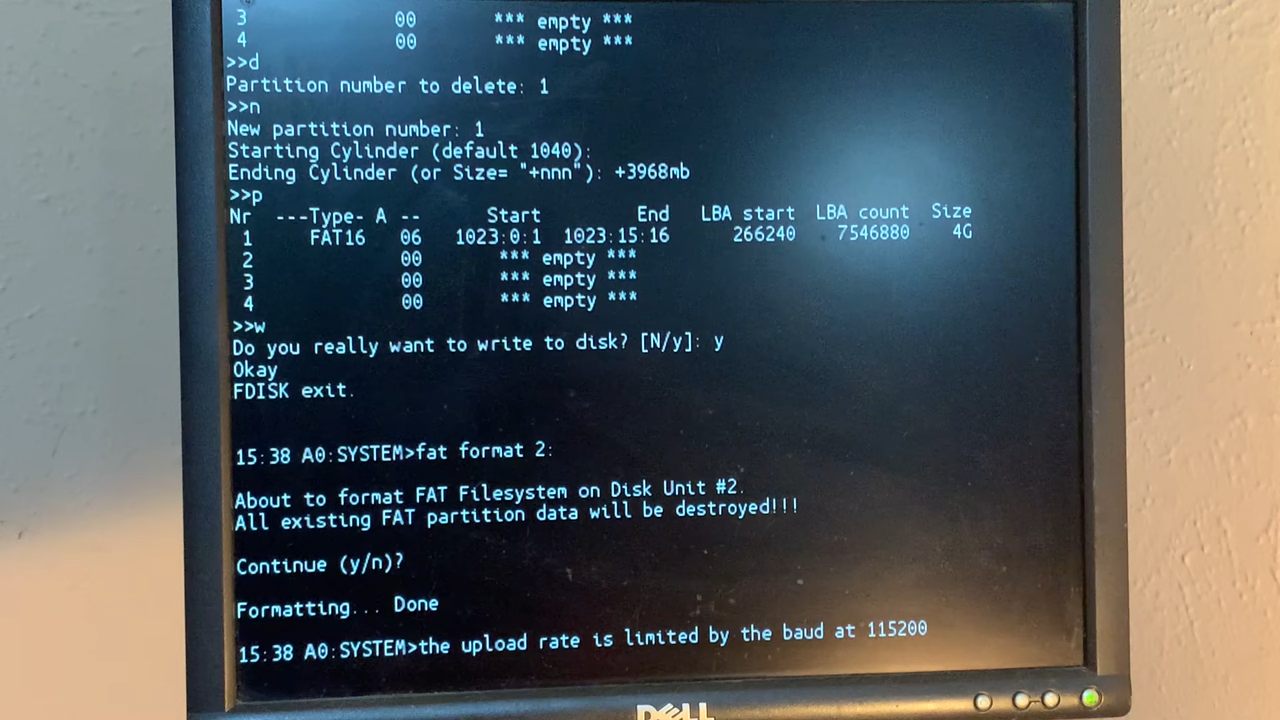 3 00 *** empty ***
4 00 *** empty ***
>>d
Partition number to delete: 1
>>n
New partition number: 1
Starting Cylinder (default 1040):
Ending Cylinder (or Size= "+nnn"): +3968mb
>>p
Nr ---Type- A -- Start End LBA start LBA count Size
1 FAT16 06 1023:0:1 1023:15:16 266240 7546880 4G
2 00 *** empty ***
3 00 *** empty ***
4 00 *** empty ***
>>w
Do you really want to write to disk? [N/y]: y
Okay
FDISK exit.
15:38 A0:SYSTEM>fat format 2:
About to format FAT Filesystem on Disk Unit #2.
All existing FAT partition data will be destroyed!!!
Continue (y/n)?
Formatting... Done
15:38 A0:SYSTEM>the upload rate is limited by the baud at 115200
DELL